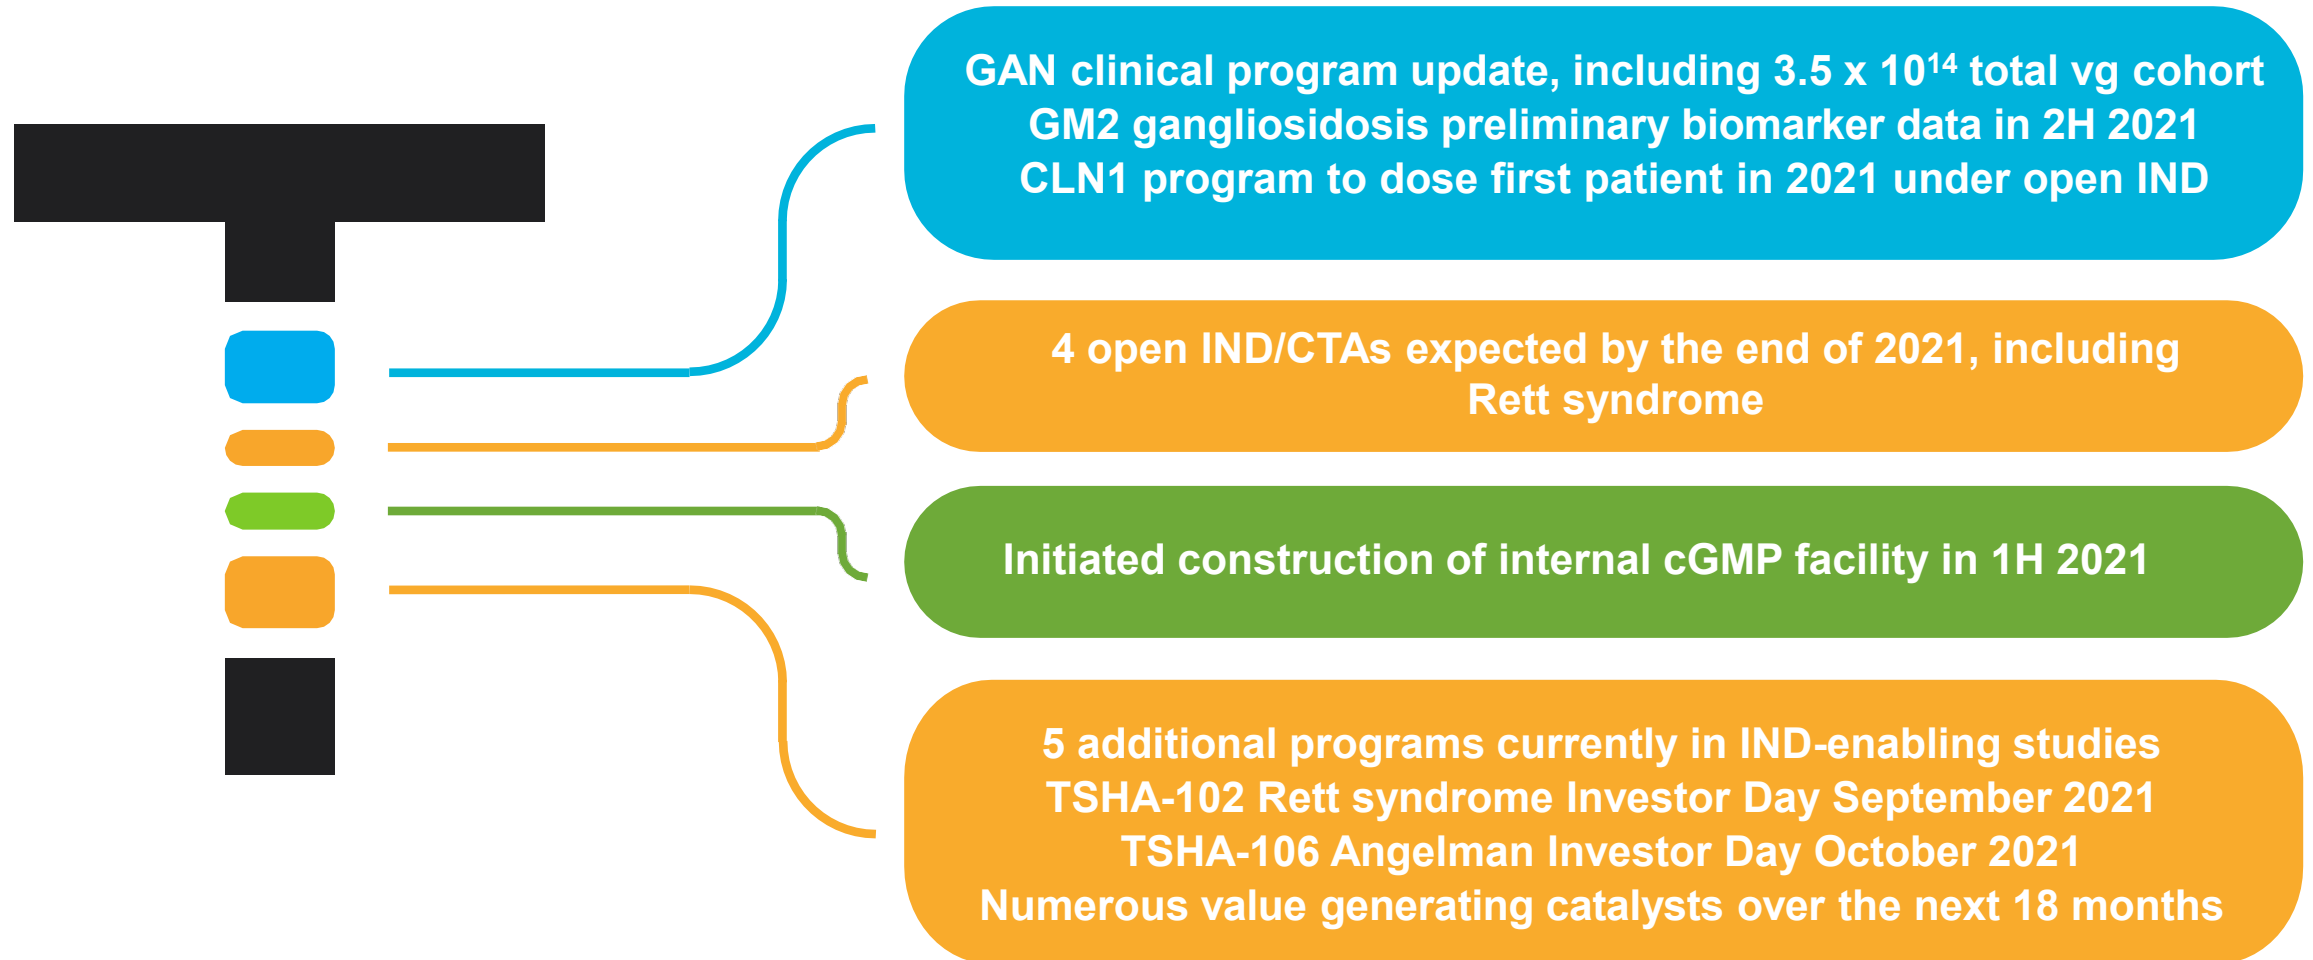 GAN clinical program update, including 3.5 x 10¹⁴ total vg cohort
GM2 gangliosidosis preliminary biomarker data in 2H 2021
CLN1 program to dose first patient in 2021 under open IND
4 open IND/CTAs expected by the end of 2021, including
Rett syndrome
Initiated construction of internal cGMP facility in 1H 2021
5 additional programs currently in IND-enabling studies
TSHA-102 Rett syndrome Investor Day September 2021
TSHA-106 Angelman Investor Day October 2021
Numerous value generating catalysts over the next 18 months